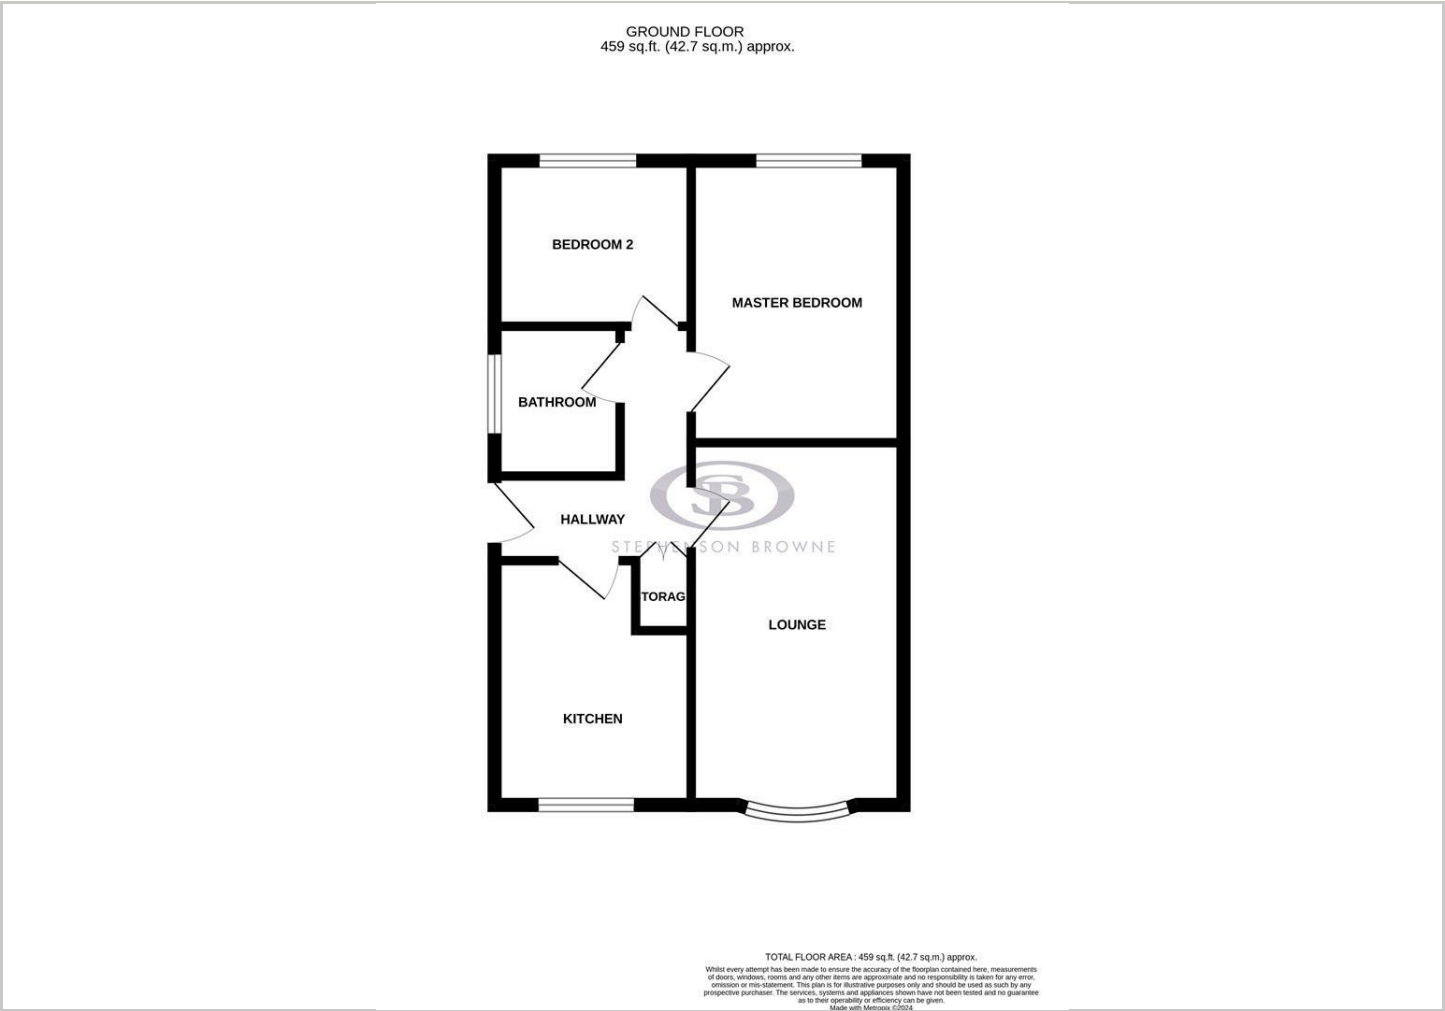 GROUND FLOOR
459 sq.ft. (42.7 sq.m.) approx.
BEDROOM 2
MASTER BEDROOM
BATHROOM
HALLWAY
STEPHENSON BROWNE
TORAG
LOUNGE
KITCHEN
TOTAL FLOOR AREA : 459 sq.ft. (42.7 sq.m.) approx.
Whilst every attempt has been made to ensure the accuracy of the floorplan contained here, measurements
of doors, windows, rooms and any other items are approximate and no responsibility is taken for any error,
omission or mis-statement. This plan is for illustrative purposes only and should be used as such by any
prospective purchaser. The services, systems and appliances shown have not been tested and no guarantee
as to their operability or efficiency can be given.
Made with Metropix ©2024